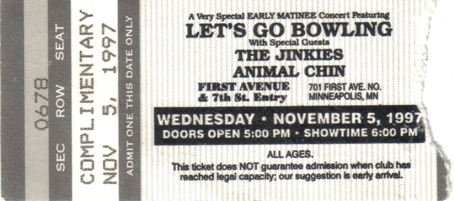 A Very Special EARLY MATINEE Concert Featuring
LET'S GO BOWLING
With Special Guests
THE JINKIES
ANIMAL CHIN
FIRST AVENUE 701 FIRST AVE. NO.
& 7th St. Entry MINNEAPOLIS, MN
WEDNESDAY • NOVEMBER 5, 1997
DOORS OPEN 5:00 PM • SHOWTIME 6:00 PM
ALL AGES.
This ticket does NOT guarantee admission when club has
reached legal capacity; our suggestion is early arrival.
SEC ROW SEAT
0678
COMPLIMENTARY
NOV 5, 1997
ADMIT ONE THIS DATE ONLY